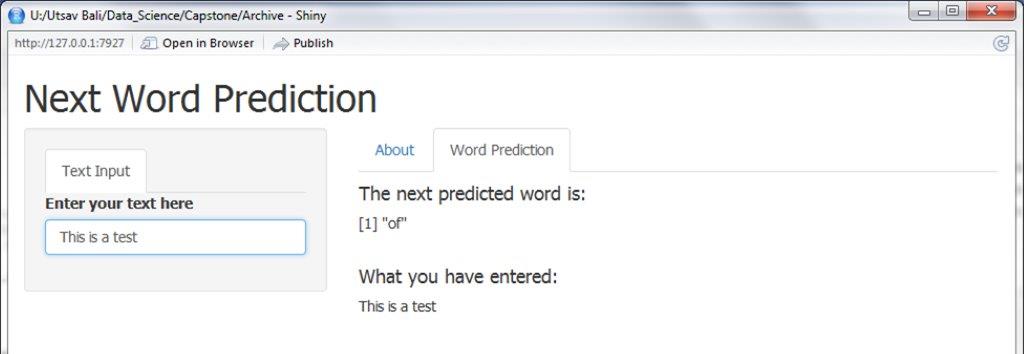 U:/Utsav Bali/Data_Science/Capstone/Archive - Shiny
http://127.0.0.1:7927 Open in Browser Publish
Next Word Prediction
Text Input
Enter your text here
This is a test
About Word Prediction
The next predicted word is:
[1] "of"
What you have entered:
This is a test